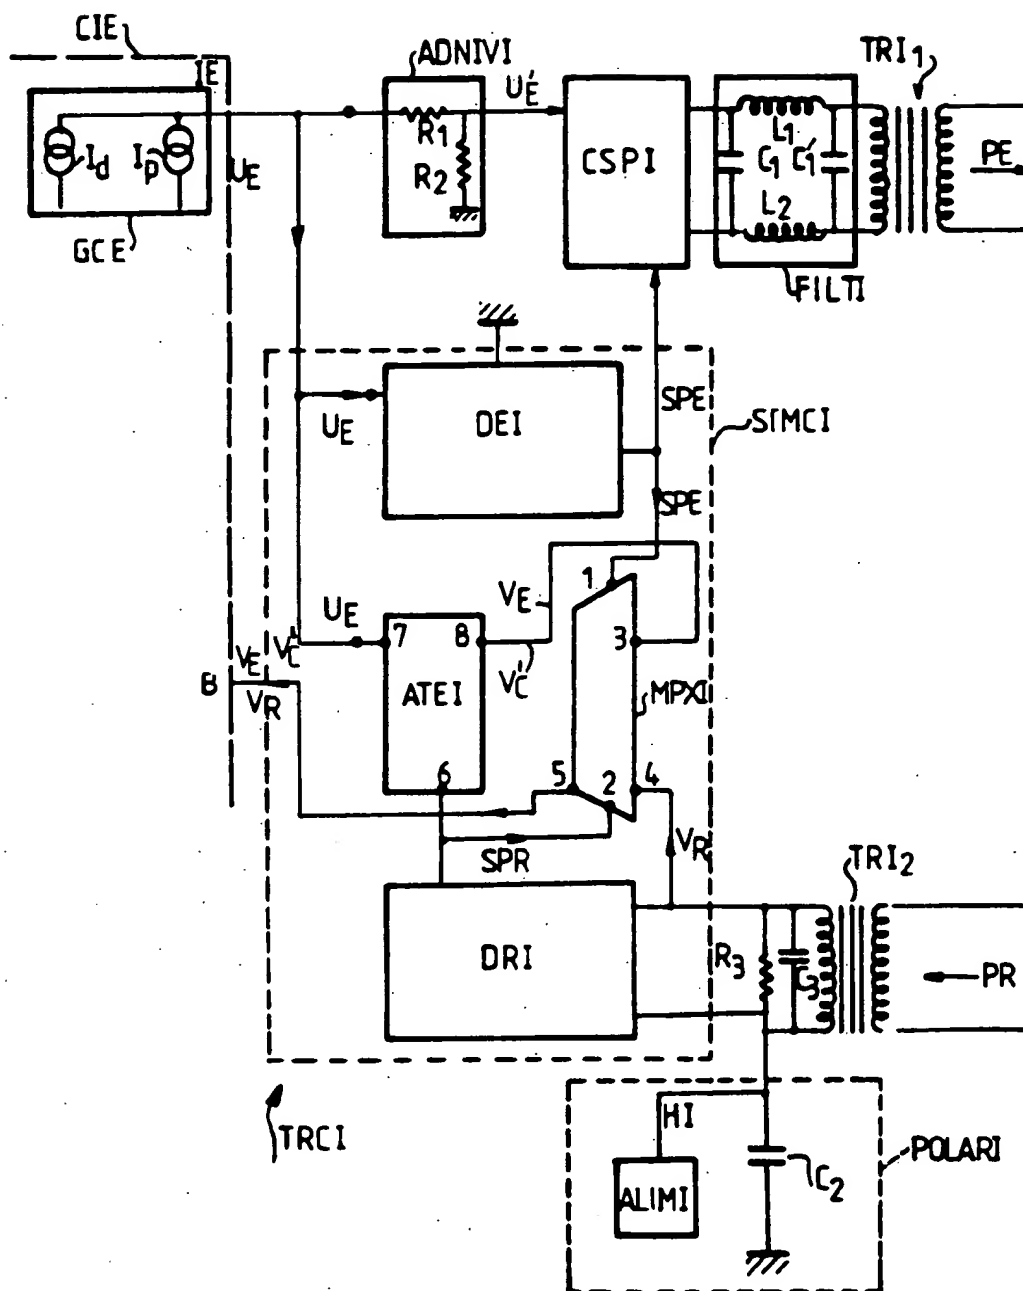 CIE
ADNIVI
TRI1
IE
U'E
R1
L1
Id
Ip
CSPI
C1
C'1
PE
UE
R2
L2
GCE
FILTI
SPE
UE
DEI
STMCI
SPE
1
VE
UE
7
8
3
V'C
VE
V'C
B
ATEI
MPXI
VR
6
5
2
4
SPR
VR
TRI2
DRI
R3
C3
PR
HI
TRCI
POLARI
C2
ALIMI